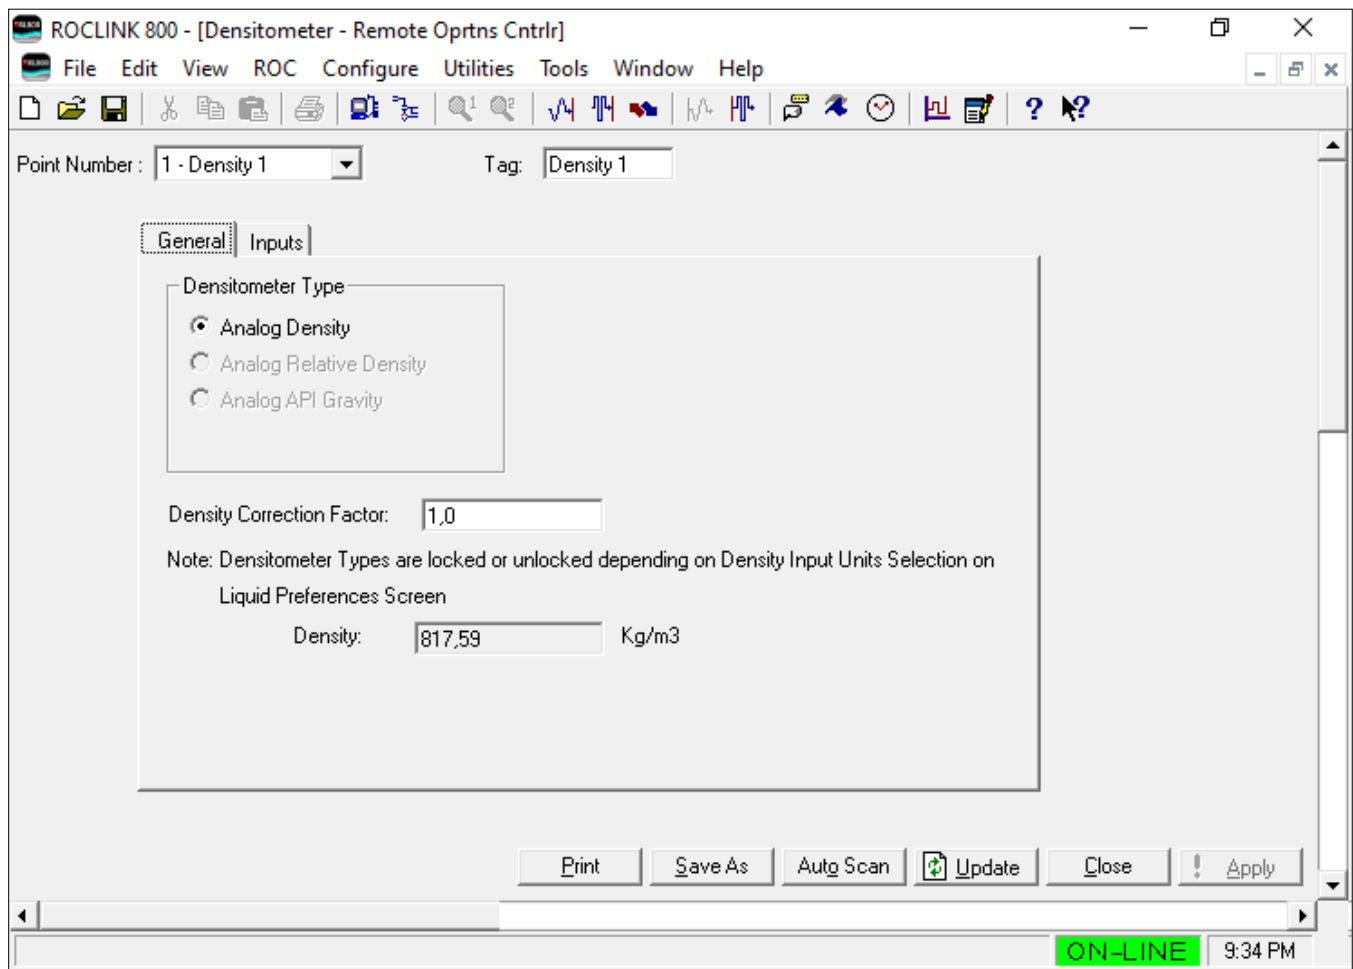 ROCLINK 800 - [Densitometer - Remote Oprtns Cntrlr]
File Edit View ROC Configure Utilities Tools Window Help
Point Number : 1 - Density 1 Tag: Density 1
General Inputs
Densitometer Type
Analog Density
Analog Relative Density
Analog API Gravity
Density Correction Factor: 1,0
Note: Densitometer Types are locked or unlocked depending on Density Input Units Selection on
Liquid Preferences Screen
Density: 817,59 Kg/m3
Print Save As Auto Scan Update Close Apply
ON-LINE 9:34 PM